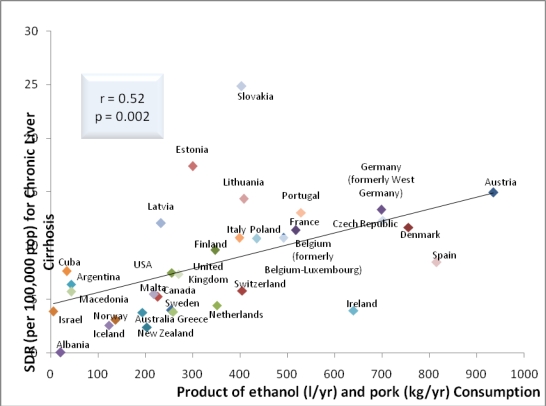 30
25
20
15
10
5
0
SDR (per 100,000 pop) for Chronic Liver
Cirrhosis
r = 0.52
p = 0.002
Slovakia
Estonia
Lithuania
Latvia
Portugal
Germany
(formerly West
Germany)
Austria
France
Czech Republic
Denmark
Italy
Poland
Belgium
(formerly
Belgium-Luxembourg)
Finland
Spain
Cuba
USA
United
Kingdom
Argentina
Malta
Canada
Switzerland
Macedonia
Sweden
Ireland
Israel
Norway
Australia
Greece
Netherlands
Iceland
New Zealand
Albania
0 100 200 300 400 500 600 700 800 900 1000
Product of ethanol (l/yr) and pork (kg/yr) Consumption